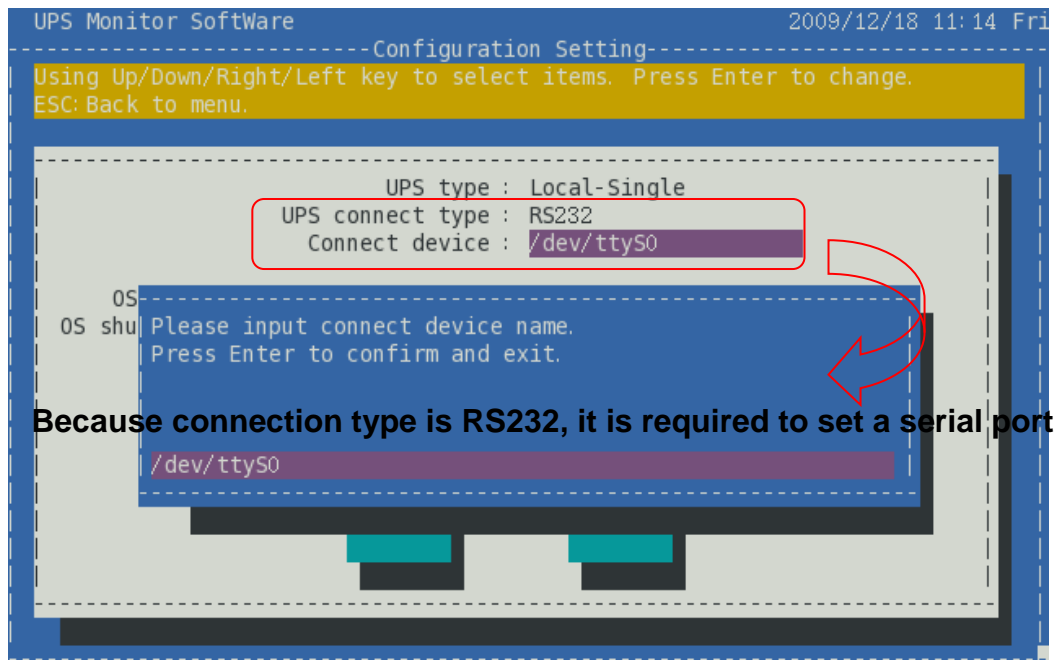 UPS Monitor SoftWare 2009/12/18 11:14 Fri
Configuration Setting
Using Up/Down/Right/Left key to select items. Press Enter to change.
ESC:Back to menu.
UPS type : Local-Single
UPS connect type : RS232
Connect device : /dev/ttyS0
OS
OS shu
Please input connect device name.
Press Enter to confirm and exit.
Because connection type is RS232, it is required to set a serial port
/dev/ttyS0